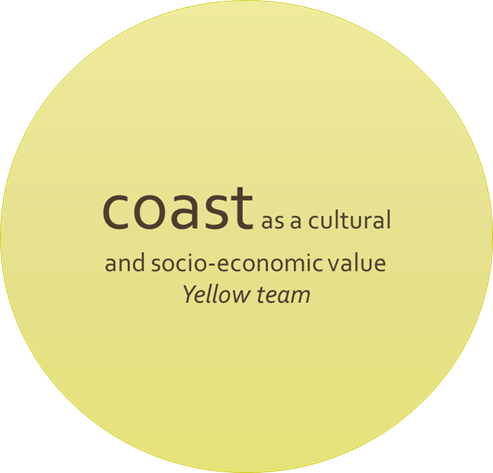 coast as a cultural
and socio-economic value
Yellow team